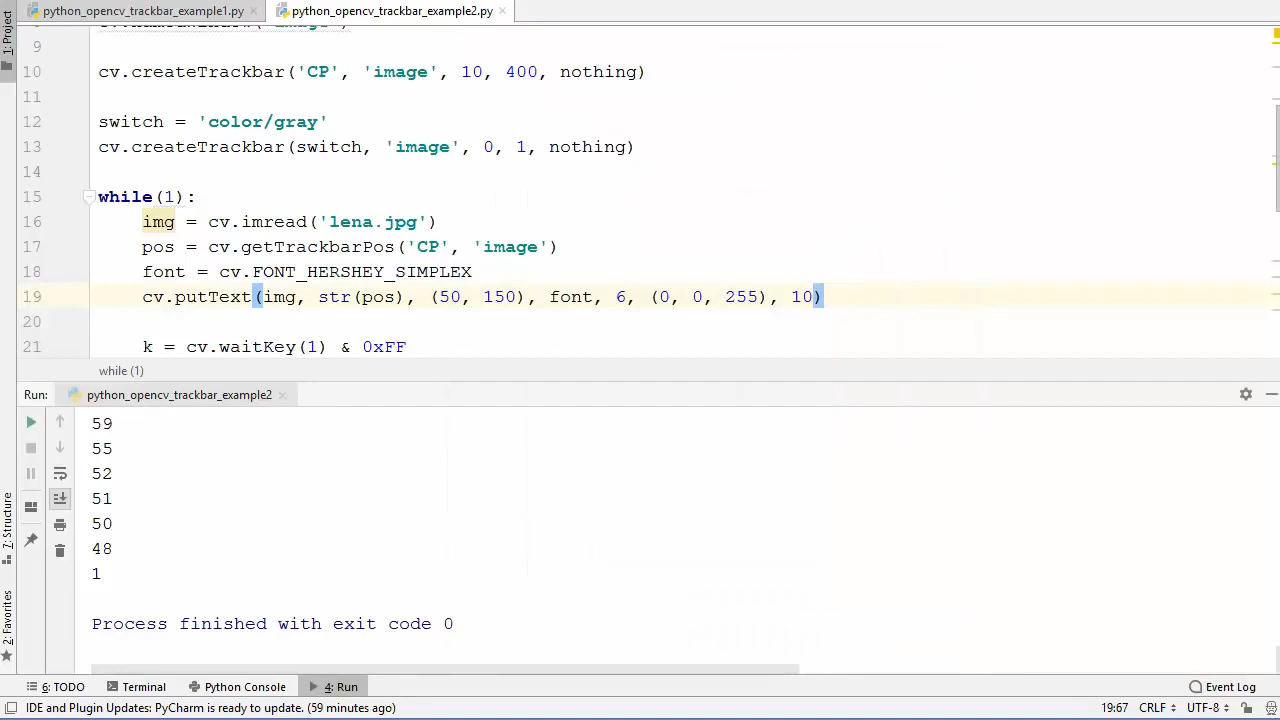 python_opencv_trackbar_example1.py python_opencv_trackbar_example2.py
1: Project
9
10 cv.createTrackbar('CP', 'image', 10, 400, nothing)
11
12 switch = 'color/gray'
13 cv.createTrackbar(switch, 'image', 0, 1, nothing)
14
15 while(1):
16 img = cv.imread('lena.jpg')
17 pos = cv.getTrackbarPos('CP', 'image')
18 font = cv.FONT_HERSHEY_SIMPLEX
19 cv.putText(img, str(pos), (50, 150), font, 6, (0, 0, 255), 10)
20
21 k = cv.waitKey(1) & 0xFF
while (1)
Run: python_opencv_trackbar_example2
59
55
52
51
50
48
1
Process finished with exit code 0
7: Structure
2: Favorites
6: TODO Terminal Python Console 4: Run Event Log
IDE and Plugin Updates: PyCharm is ready to update. (59 minutes ago) 19:67 CRLF UTF-8